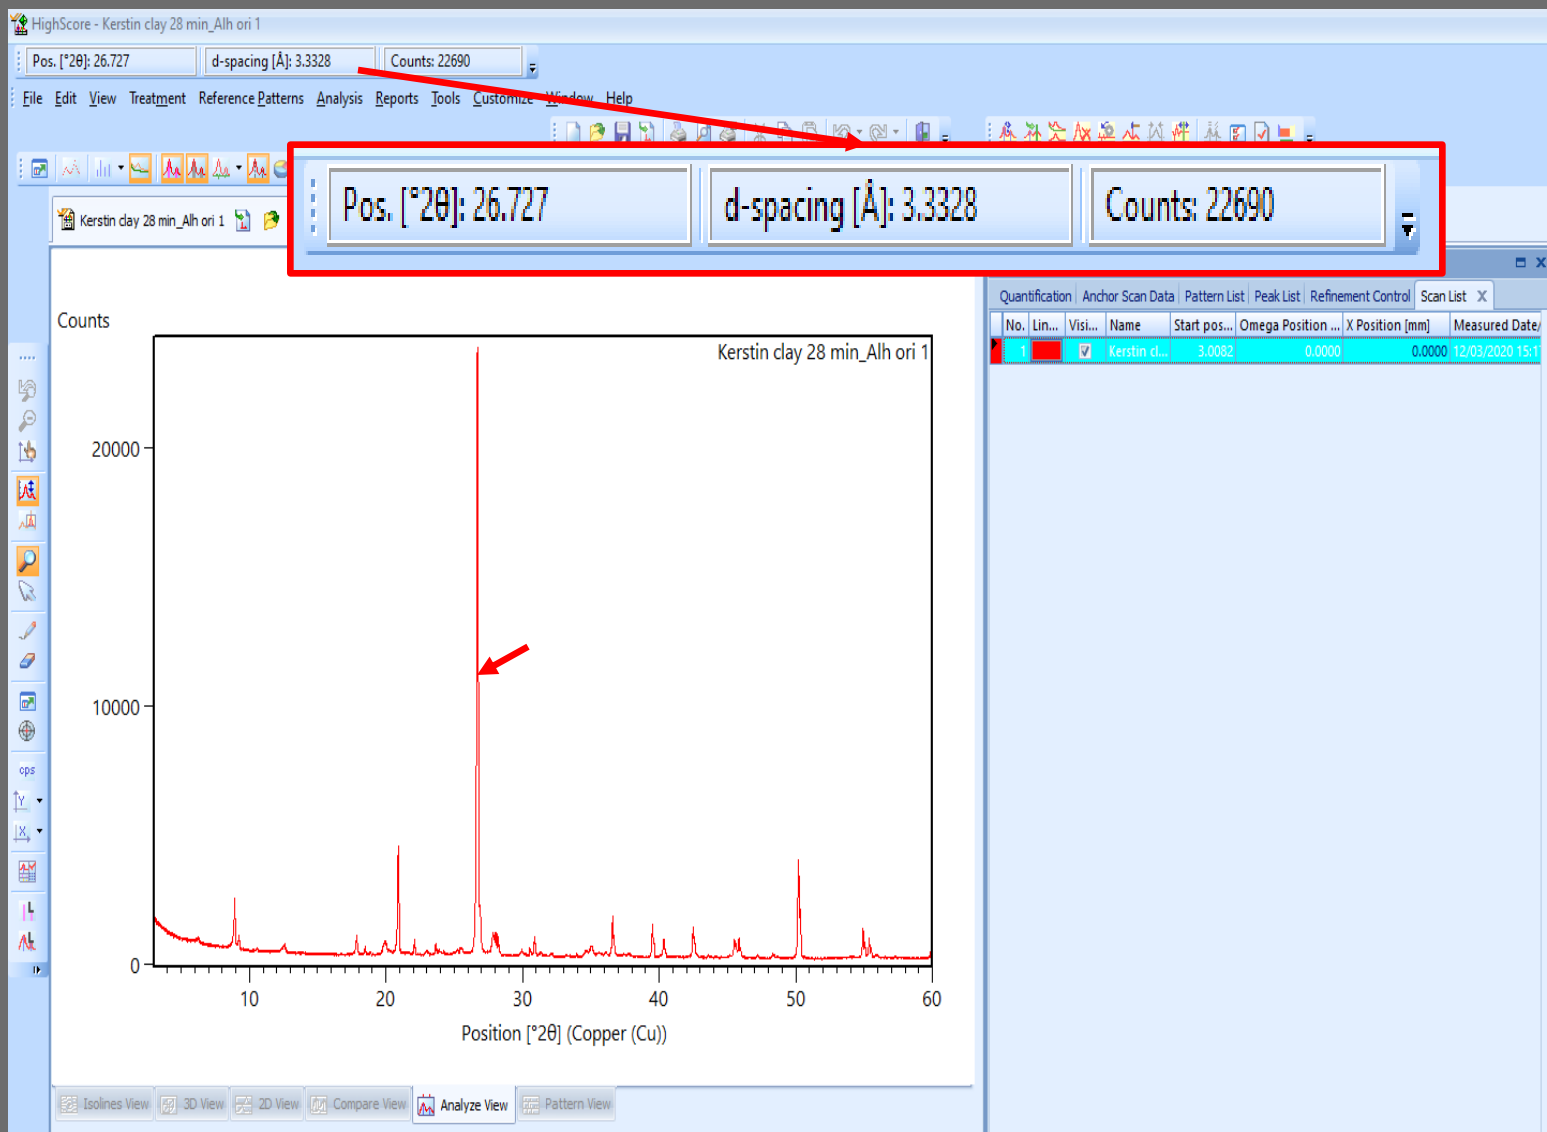 HighScore - Kerstin clay 28 min_Alh ori 1
Pos. [°2θ]: 26.727 d-spacing [Å]: 3.3328 Counts: 22690
File Edit View Treatment Reference Patterns Analysis Reports Tools Customize Window Help
Pos. [°2θ]: 26.727 d-spacing [Å]: 3.3328 Counts: 22690
Kerstin clay 28 min_Alh ori 1
Quantification Anchor Scan Data Pattern List Peak List Refinement Control Scan List X
No. Lin... Visi... Name Start pos... Omega Position ... X Position [mm] Measured Date/
1 Kerstin cl... 3.0082 0.0000 0.0000 12/03/2020 15:1
Counts
Kerstin clay 28 min_Alh ori 1
20000
10000
0
10 20 30 40 50 60
Position [°2θ] (Copper (Cu))
cps
Y
X
Isolines View 3D View 2D View Compare View Analyze View Pattern View